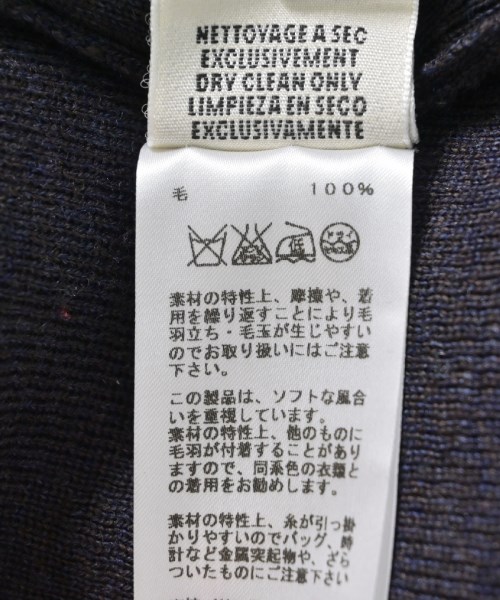 NETTOYAGE A SEC
EXCLUSIVEMENT
DRY CLEAN ONLY
LIMPIEZA EN SECO
EXCLUSIVAMENTE
毛 100%
低 ドライ
素材の特性上、摩擦や、着
用を繰り返すことにより毛
羽立ち・毛玉が生じやすい
のでお取り扱いにはご注意
下さい。
この製品は、ソフトな風合
いを重視しています。
素材の特性上、他のものに
毛羽が付着することがあり
ますので、同系色の衣類と
の着用をお勧めします。
素材の特性上、糸が引っ掛
かりやすいのでバッグ、時
計など金属突起物や、ざら
ついたものにご注意下さい